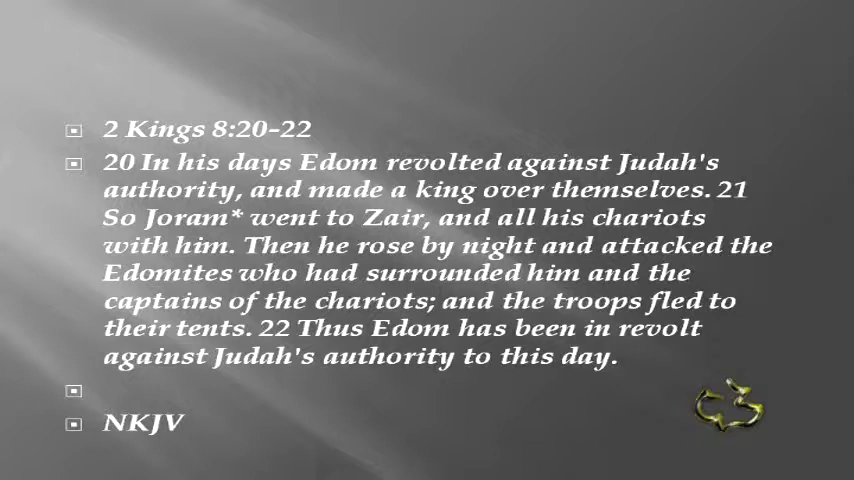 2 Kings 8:20-22
20 In his days Edom revolted against Judah's
authority, and made a king over themselves. 21
So Joram* went to Zair, and all his chariots
with him. Then he rose by night and attacked the
Edomites who had surrounded him and the
captains of the chariots; and the troops fled to
their tents. 22 Thus Edom has been in revolt
against Judah's authority to this day.
NKJV